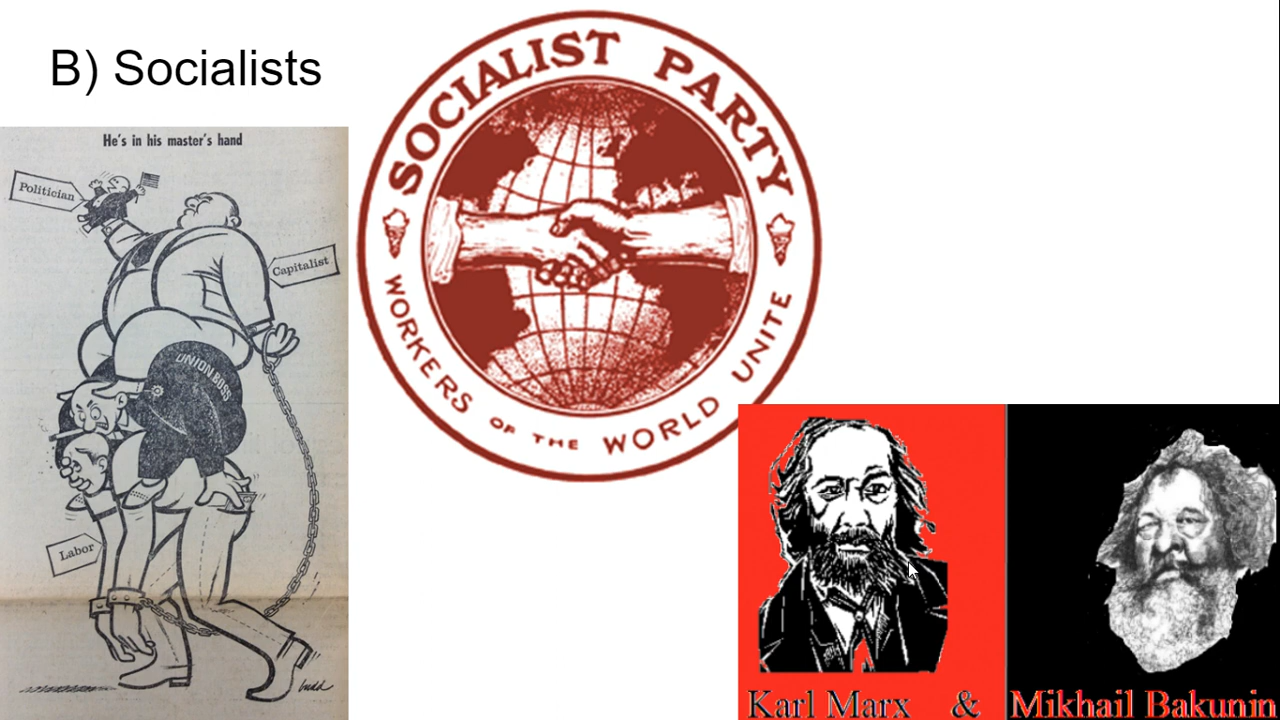 B) Socialists
He's in his master's hand
Politician
Capitalist
UNION BOSS
Labor
budd
SOCIALIST PARTY
WORKERS OF THE WORLD UNITE
Karl Marx & Mikhail Bakunin